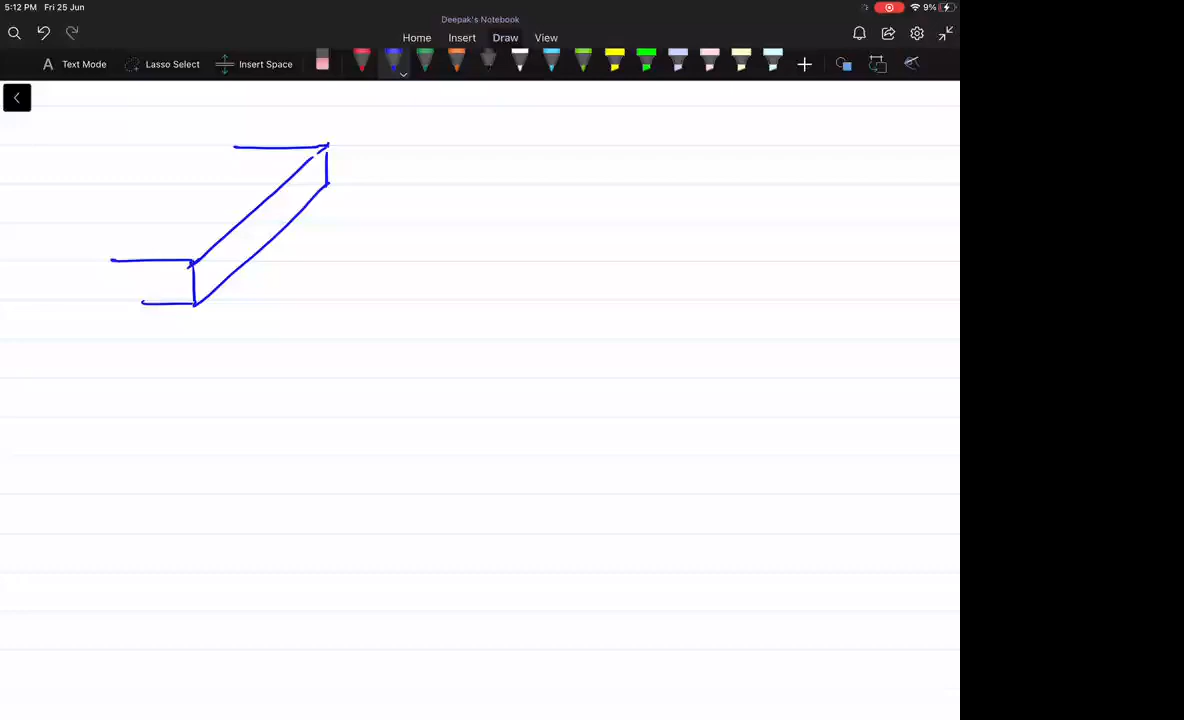 5:12 PM Fri 25 Jun 9%
Deepak's Notebook
Home Insert Draw View
Text Mode Lasso Select Insert Space